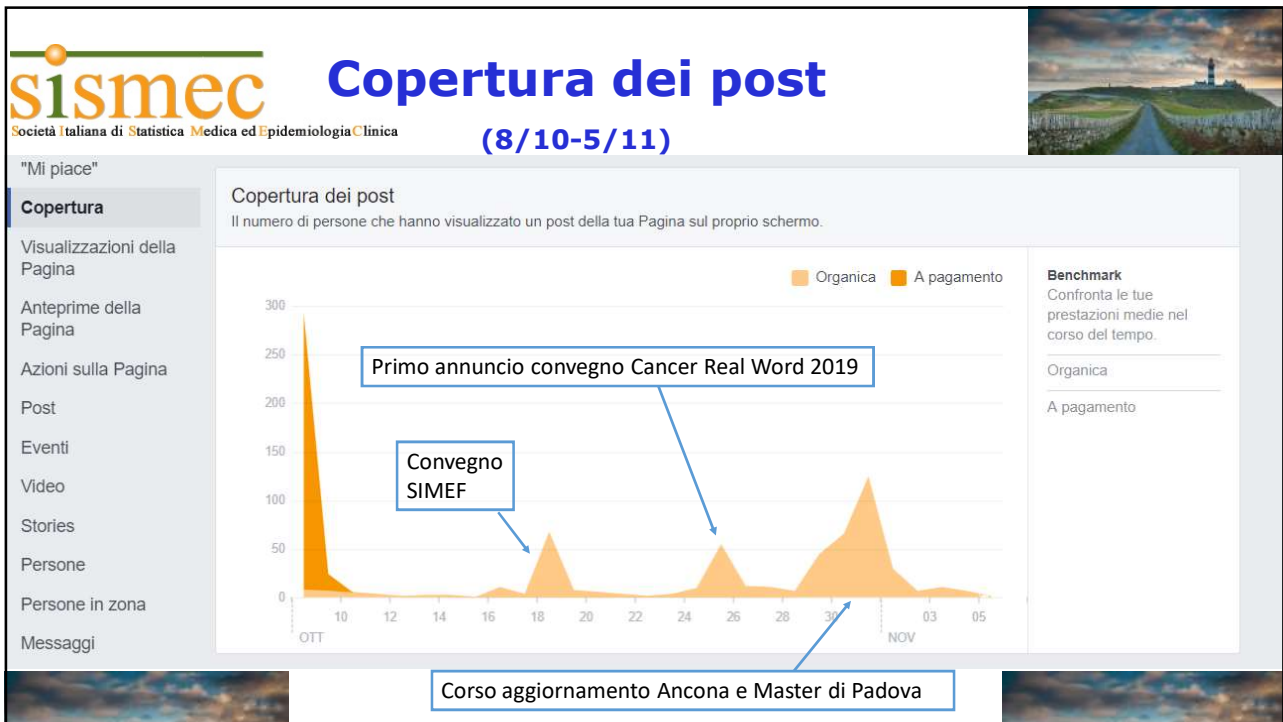 sismec
Società Italiana di Statistica Medica ed Epidemiologia Clinica
Copertura dei post
(8/10-5/11)
"Mi piace"
Copertura
Visualizzazioni della
Pagina
Anteprime della
Pagina
Azioni sulla Pagina
Post
Eventi
Video
Stories
Persone
Persone in zona
Messaggi
Copertura dei post
Il numero di persone che hanno visualizzato un post della tua Pagina sul proprio schermo.
Organica A pagamento
300
250
200
150
100
50
0
Primo annuncio convegno Cancer Real Word 2019
Convegno
SIMEF
10 12 14 16 18 20 22 24 26 28 30 03 05
OTT NOV
Corso aggiornamento Ancona e Master di Padova
Benchmark
Confronta le tue
prestazioni medie nel
corso del tempo.
Organica
A pagamento